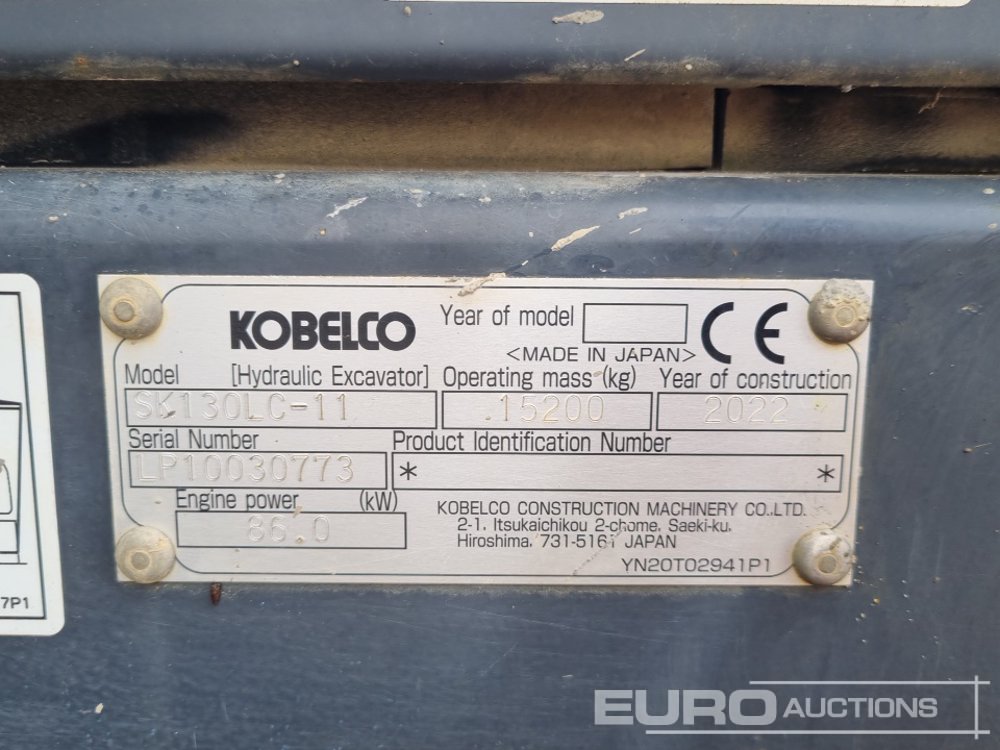 KOBELCO
Year of model
<MADE IN JAPAN>
CE
Model [Hydraulic Excavator] Operating mass (kg) Year of construction
SK130LC-11 15200 2022
Serial Number Product Identification Number
LP10030773 * *
Engine power (kW)
86.0
KOBELCO CONSTRUCTION MACHINERY CO.,LTD.
2-1, Itsukaichikou 2-chome, Saeki-ku,
Hiroshima, 731-5161 JAPAN
YN20T02941P1
7P1
EURO AUCTIONS